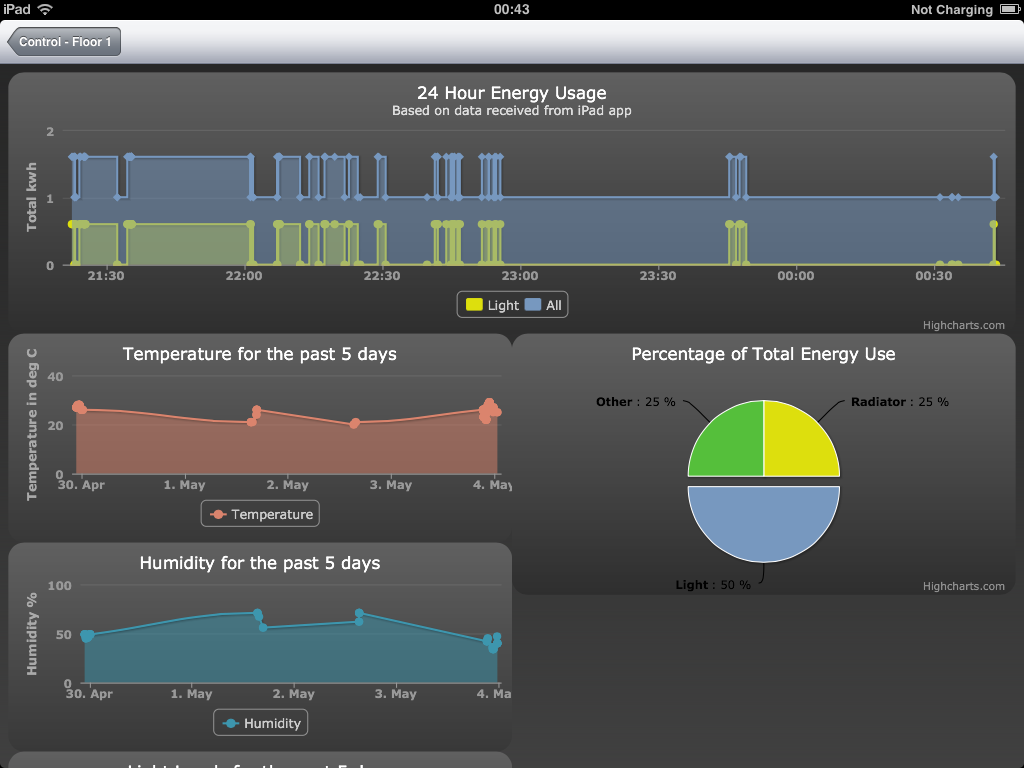 iPad 00:43 Not Charging
Control - Floor 1
24 Hour Energy Usage
Based on data received from iPad app
Total kwh
2
1
0
21:30 22:00 22:30 23:00 23:30 00:00 00:30
Light All
Highcharts.com
Temperature for the past 5 days
Temperature in deg C
40
20
0
30. Apr 1. May 2. May 3. May 4. May
Temperature
Percentage of Total Energy Use
Other : 25 %
Radiator : 25 %
Light : 50 %
Highcharts.com
Humidity for the past 5 days
Humidity %
100
50
0
30. Apr 1. May 2. May 3. May 4. Ma
Humidity